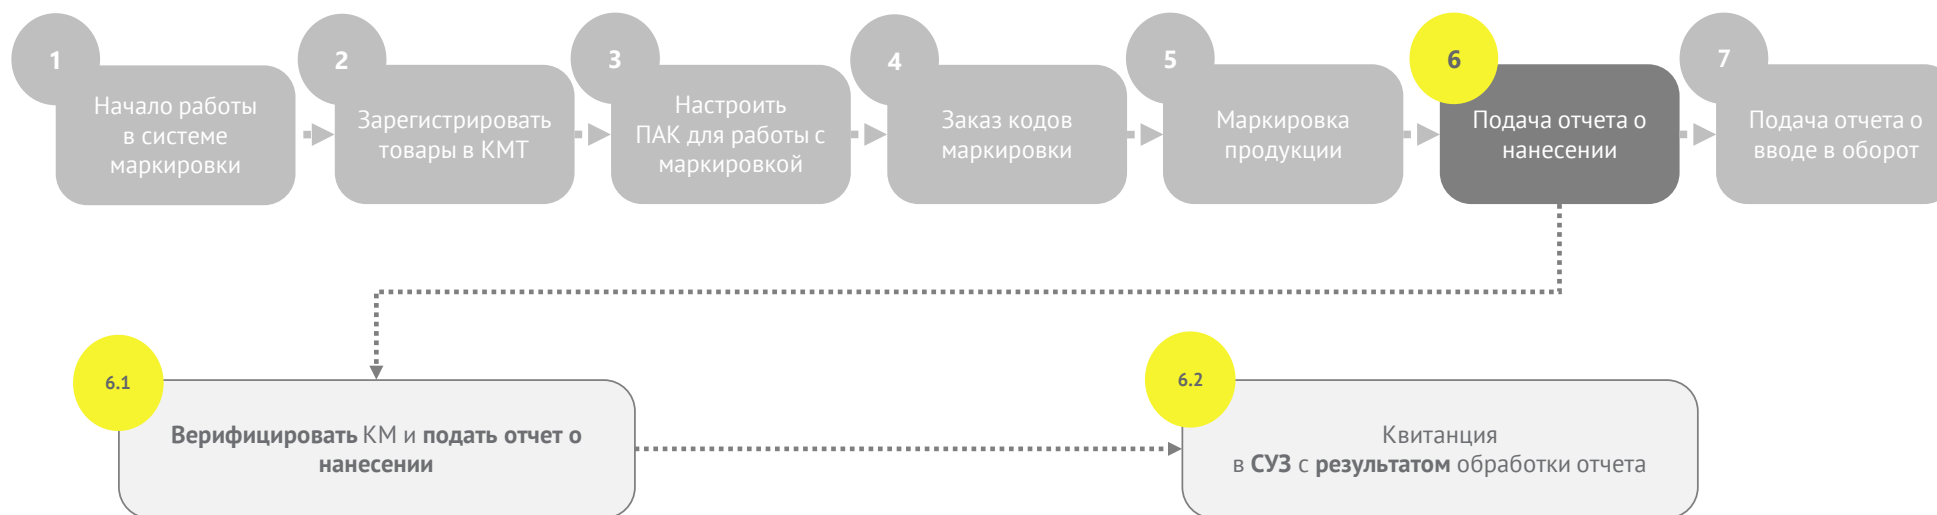 1
Начало работы
в системе
маркировки
2
Зарегистрировать
товары в КМТ
3
Настроить
ПАК для работы с
маркировкой
4
Заказ кодов
маркировки
5
Маркировка
продукции
6
Подача отчета о
нанесении
7
Подача отчета о
вводе в оборот
6.1
Верифицировать КМ и подать отчет о
нанесении
6.2
Квитанция
в СУЗ с результатом обработки отчета